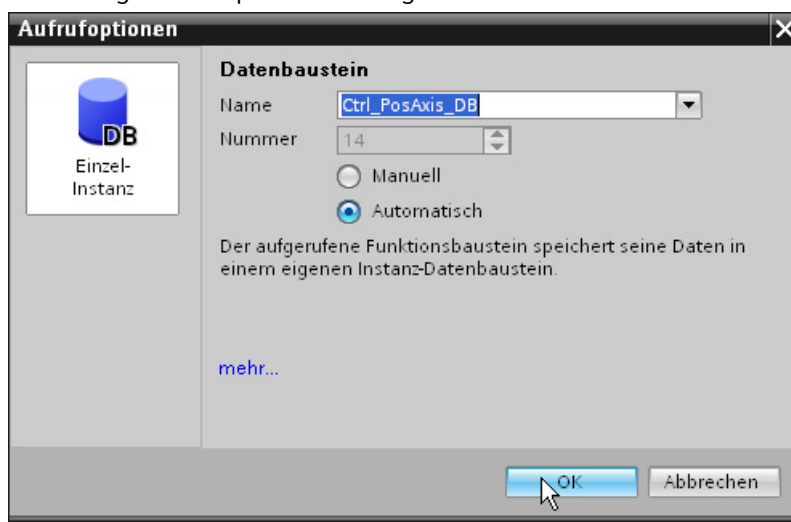 Aufrufoptionen
DB
Einzel-
Instanz
Datenbaustein
Name
Ctrl_PosAxis_DB
Nummer
14
Manuell
Automatisch
Der aufgerufene Funktionsbaustein speichert seine Daten in
einem eigenen Instanz-Datenbaustein.
mehr...
OK
Abbrechen